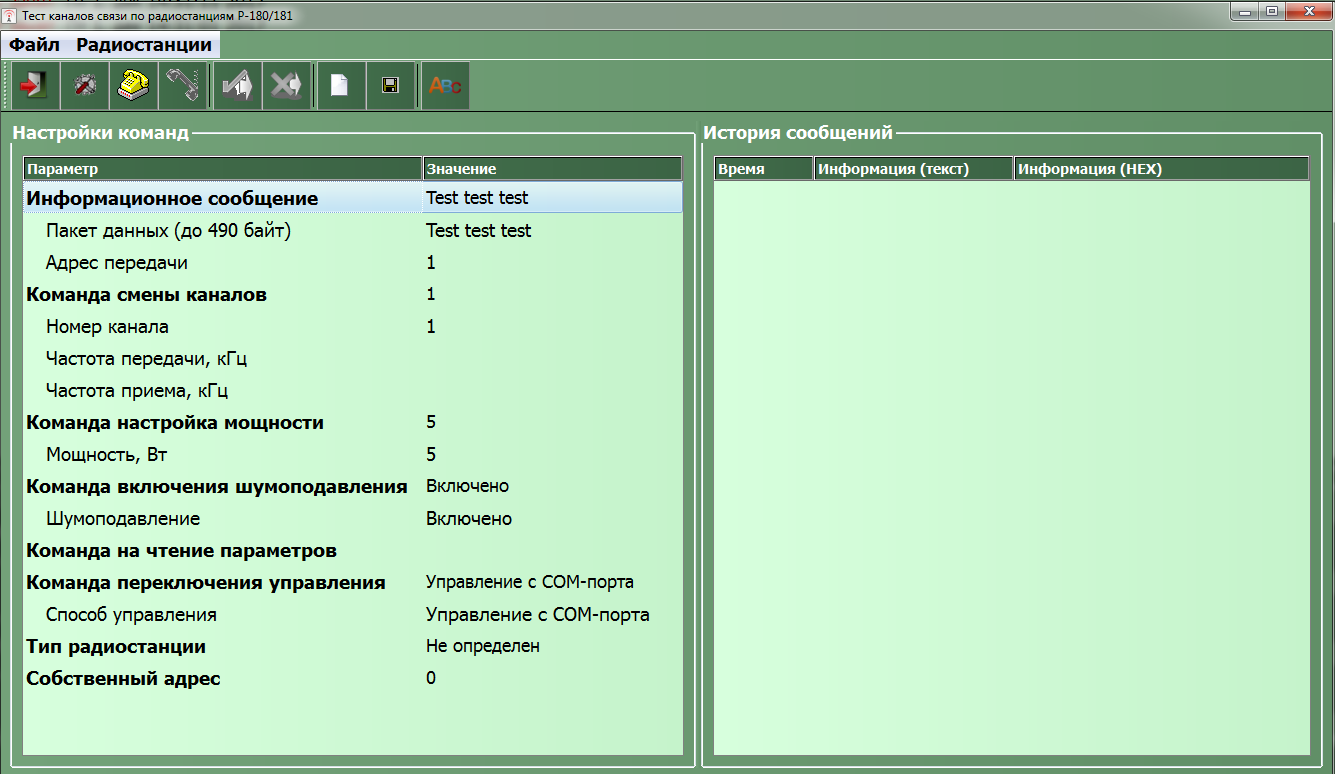 Тест каналов связи по радиостанциям Р-180/181
Файл Радиостанции
ABC
Настройки команд
Параметр Значение
Информационное сообщение Test test test
Пакет данных (до 490 байт) Test test test
Адрес передачи 1
Команда смены каналов 1
Номер канала 1
Частота передачи, кГц
Частота приема, кГц
Команда настройка мощности 5
Мощность, Вт 5
Команда включения шумоподавления Включено
Шумоподавление Включено
Команда на чтение параметров
Команда переключения управления Управление с COM-порта
Способ управления Управление с COM-порта
Тип радиостанции Не определен
Собственный адрес 0
История сообщений
Время Информация (текст) Информация (HEX)